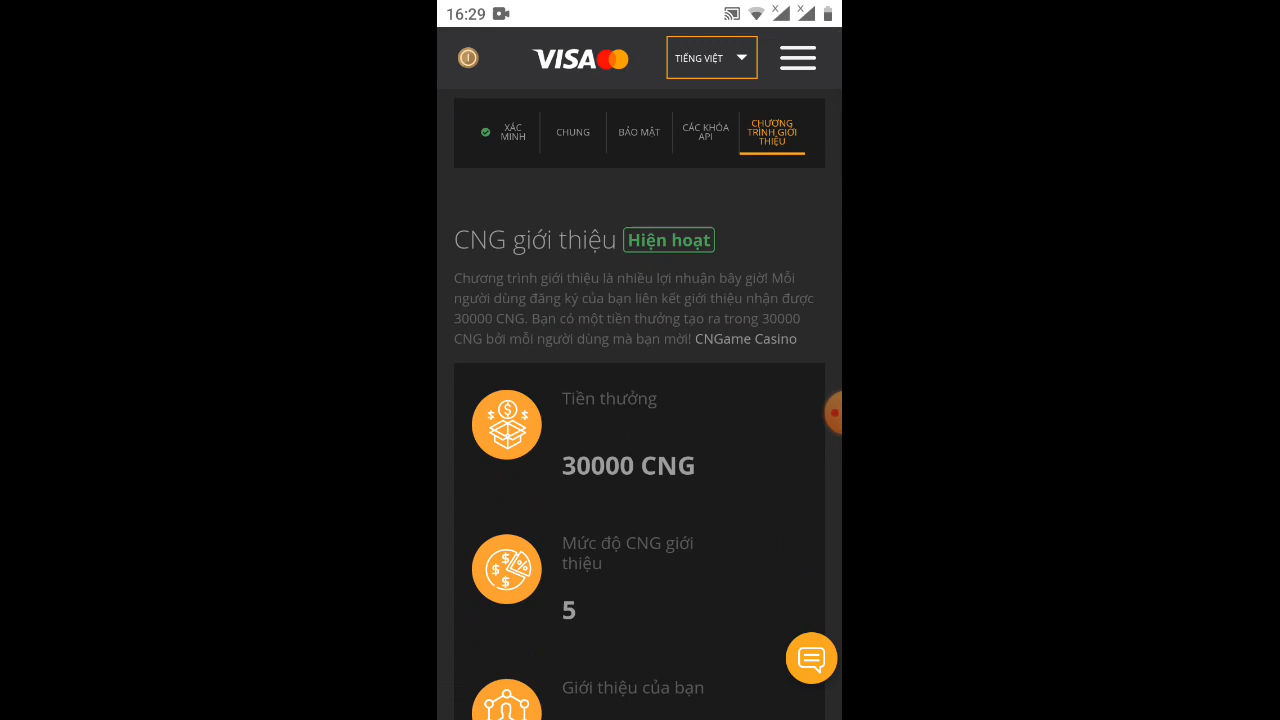 16:29
VISA
TIẾNG VIỆT
XÁC
MINH
CHUNG
BẢO MẬT
CÁC KHÓA
API
CHƯƠNG
TRÌNH GIỚI
THIỆU
CNG giới thiệu Hiện hoạt
Chương trình giới thiệu là nhiều lợi nhuận bây giờ! Mỗi
người dùng đăng ký của bạn liên kết giới thiệu nhận được
30000 CNG. Bạn có một tiền thưởng tạo ra trong 30000
CNG bởi mỗi người dùng mà bạn mời! CNGame Casino
Tiền thưởng
30000 CNG
Mức độ CNG giới
thiệu
5
Giới thiệu của bạn